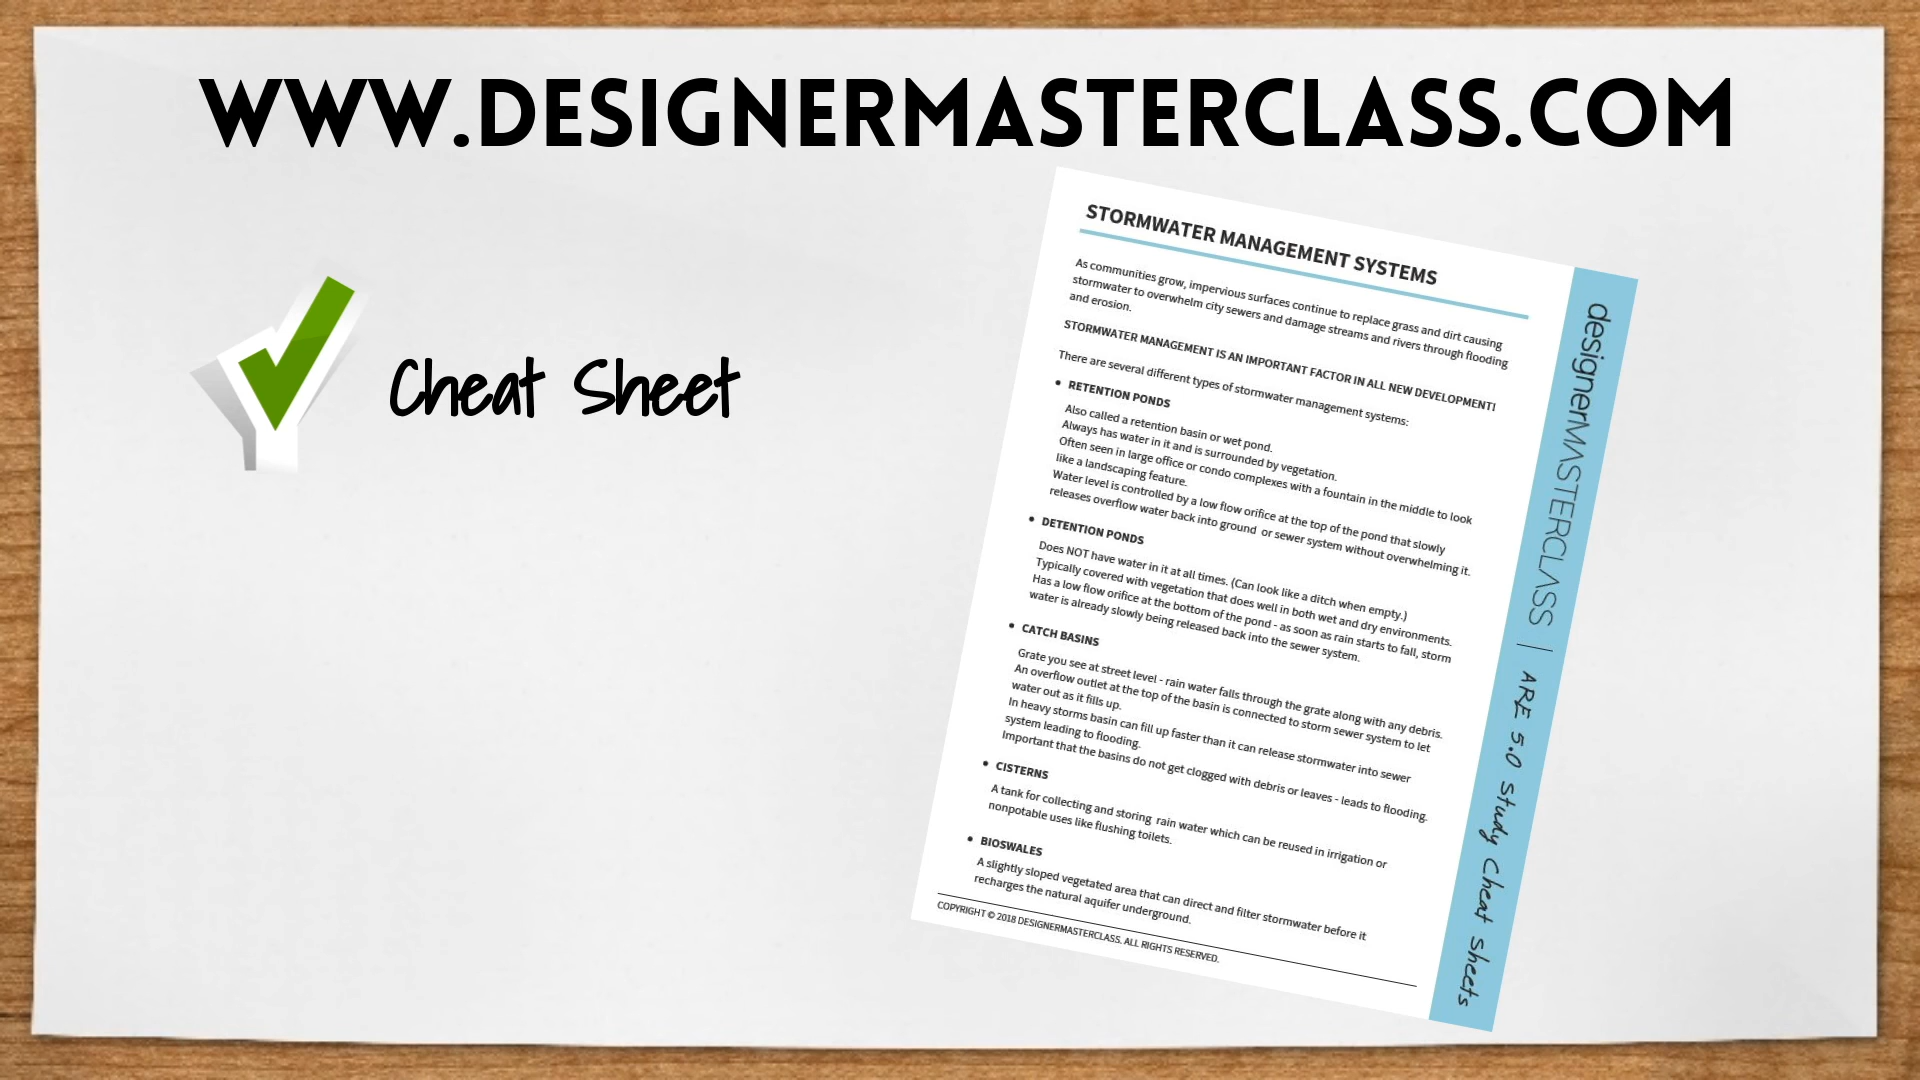 WWW.DESIGNERMASTERCLASS.COM
Cheat Sheet
STORMWATER MANAGEMENT SYSTEMS
As communities grow, impervious surfaces continue to replace grass and dirt causing
stormwater to overwhelm city sewers and damage streams and rivers through flooding
and erosion.
STORMWATER MANAGEMENT IS AN IMPORTANT FACTOR IN ALL NEW DEVELOPMENT!
There are several different types of stormwater management systems:
• RETENTION PONDS
Also called a retention basin or wet pond.
Always has water in it and is surrounded by vegetation.
Often seen in large office or condo complexes with a fountain in the middle to look
like a landscaping feature.
Water level is controlled by a low flow orifice at the top of the pond that slowly
releases overflow water back into ground or sewer system without overwhelming it.
• DETENTION PONDS
Does NOT have water in it at all times. (Can look like a ditch when empty.)
Typically covered with vegetation that does well in both wet and dry environments.
Has a low flow orifice at the bottom of the pond - as soon as rain starts to fall, storm
water is already slowly being released back into the sewer system.
• CATCH BASINS
Grate you see at street level - rain water falls through the grate along with any debris.
An overflow outlet at the top of the basin is connected to storm sewer system to let
water out as it fills up.
In heavy storms basin can fill up faster than it can release stormwater into sewer
system leading to flooding.
Important that the basins do not get clogged with debris or leaves - leads to flooding.
• CISTERNS
A tank for collecting and storing rain water which can be reused in irrigation or
nonpotable uses like flushing toilets.
• BIOSWALES
A slightly sloped vegetated area that can direct and filter stormwater before it
recharges the natural aquifer underground.
COPYRIGHT © 2018 DESIGNERMASTERCLASS. ALL RIGHTS RESERVED.
designerMASTERCLASS | ARE 5.0 Study Cheat Sheets